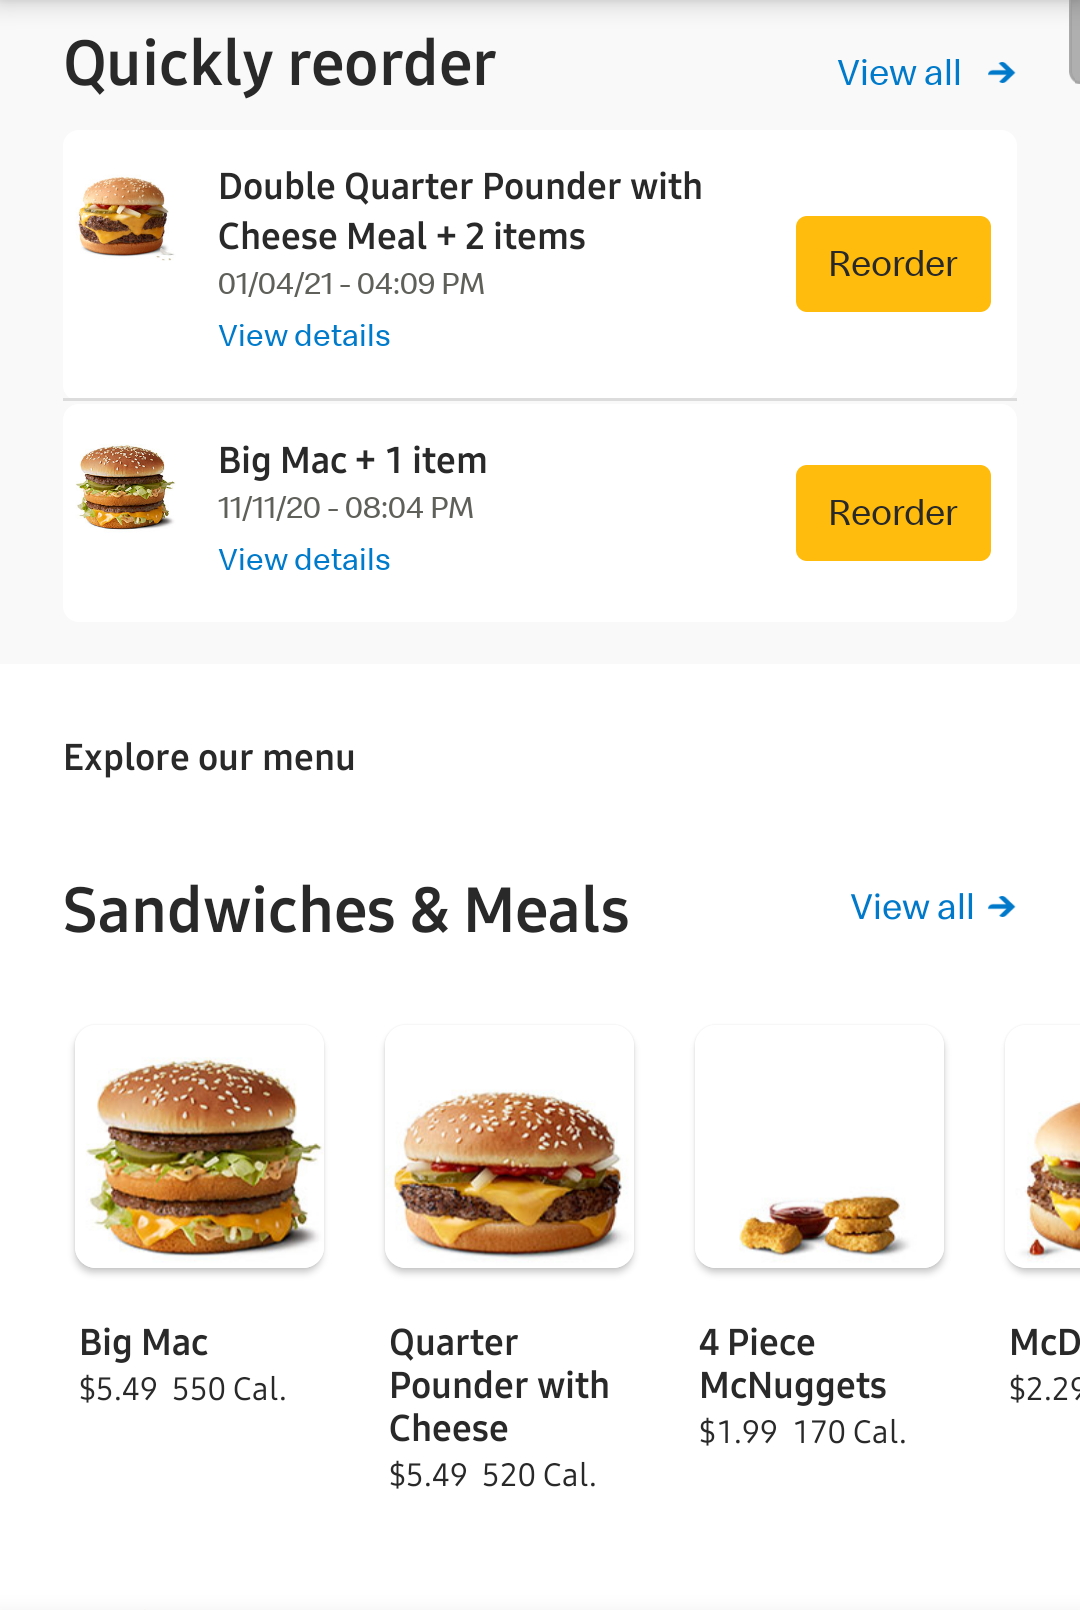 Quickly reorder
View all
Double Quarter Pounder with
Cheese Meal + 2 items
01/04/21 - 04:09 PM
View details
Reorder
Big Mac + 1 item
11/11/20 - 08:04 PM
View details
Reorder
Explore our menu
Sandwiches & Meals
View all
Big Mac
$5.49 550 Cal.
Quarter
Pounder with
Cheese
$5.49 520 Cal.
4 Piece
McNuggets
$1.99 170 Cal.
McD
$2.29